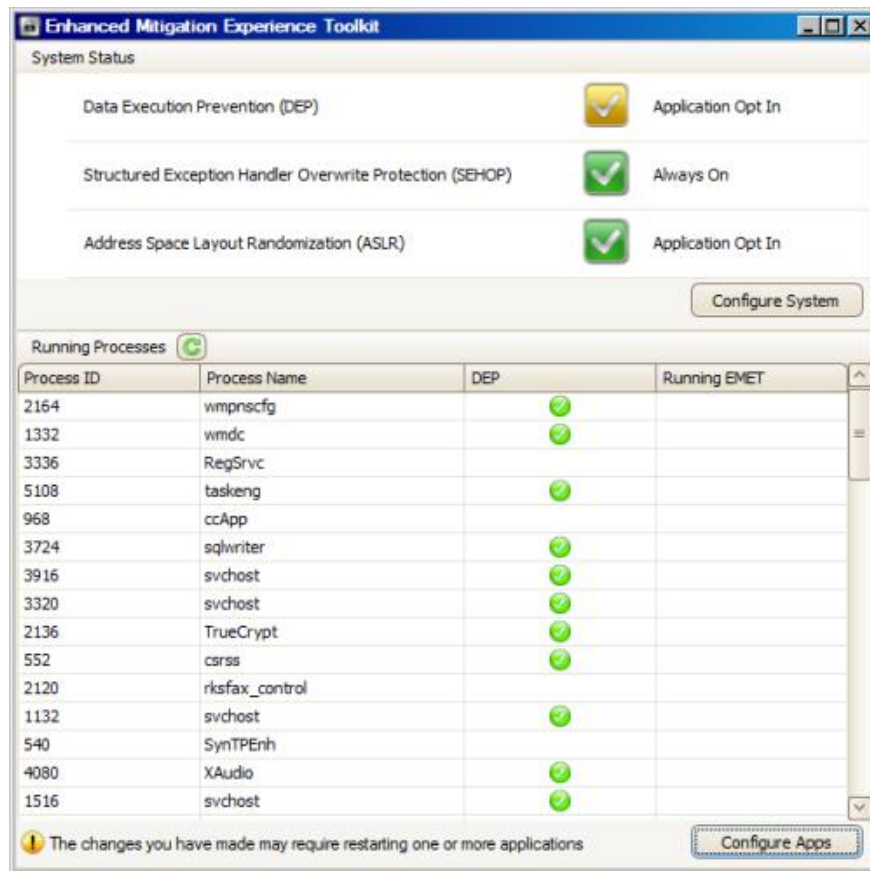 Enhanced Mitigation Experience Toolkit
System Status
Data Execution Prevention (DEP) Application Opt In
Structured Exception Handler Overwrite Protection (SEHOP) Always On
Address Space Layout Randomization (ASLR) Application Opt In
Configure System
Running Processes
Process ID Process Name DEP Running EMET
2164 wmpnscfg
1332 wmdc
3336 RegSrvc
5108 taskeng
968 ccApp
3724 sqlwriter
3916 svchost
3320 svchost
2136 TrueCrypt
552 csrss
2120 rksfax_control
1132 svchost
540 SynTPEnh
4080 XAudio
1516 svchost
The changes you have made may require restarting one or more applications Configure Apps